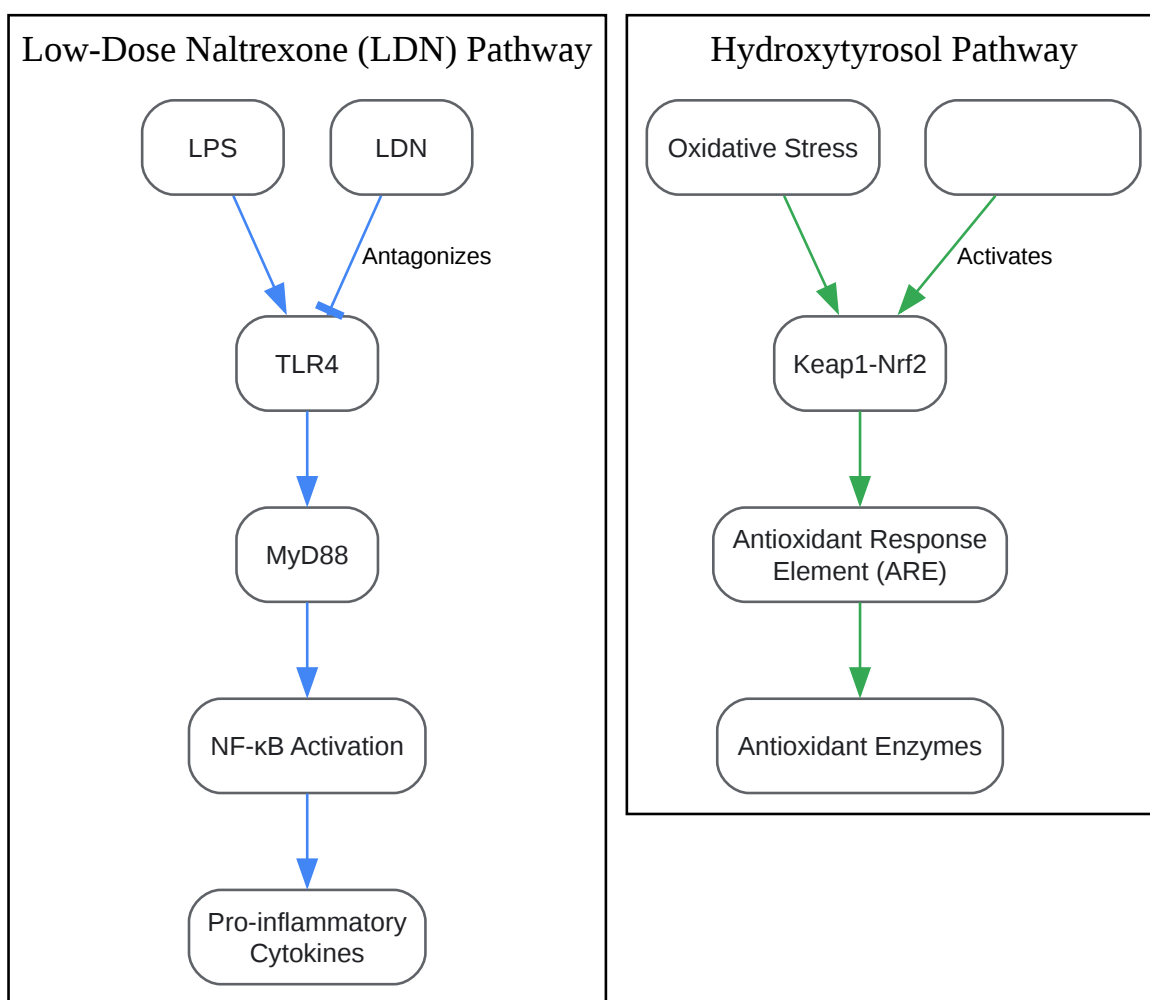 Low-Dose Naltrexone (LDN) Pathway
LPS
LDN
Antagonizes
TLR4
MyD88
NF-κB Activation
Pro-inflammatory
Cytokines
Hydroxytyrosol Pathway
Oxidative Stress
Activates
Keap1-Nrf2
Antioxidant Response
Element (ARE)
Antioxidant Enzymes